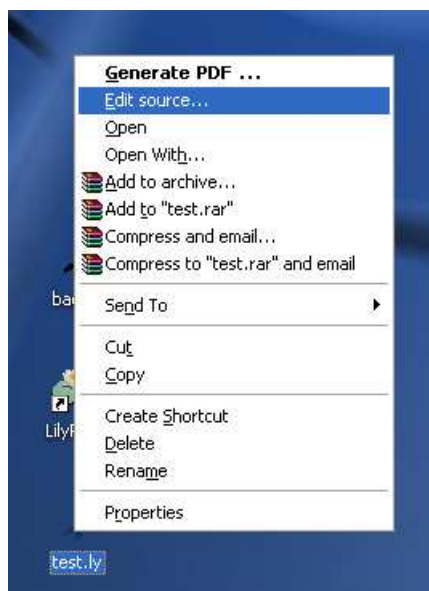 Generate PDF ...
Edit source...
Open
Open With...
Add to archive...
Add to "test.rar"
Compress and email...
Compress to "test.rar" and email
Send To
Cut
Copy
Create Shortcut
Delete
Rename
Properties
test.ly